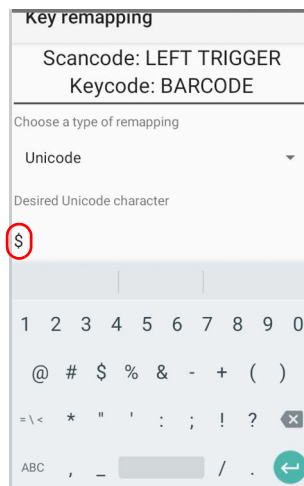 Key remapping
Scancode: LEFT TRIGGER
Keycode: BARCODE
Choose a type of remapping
Unicode
Desired Unicode character
$
1 2 3 4 5 6 7 8 9 0
@ # $ % & - + ( )
= \ < * " ' : ; ! ?
ABC , _ / .